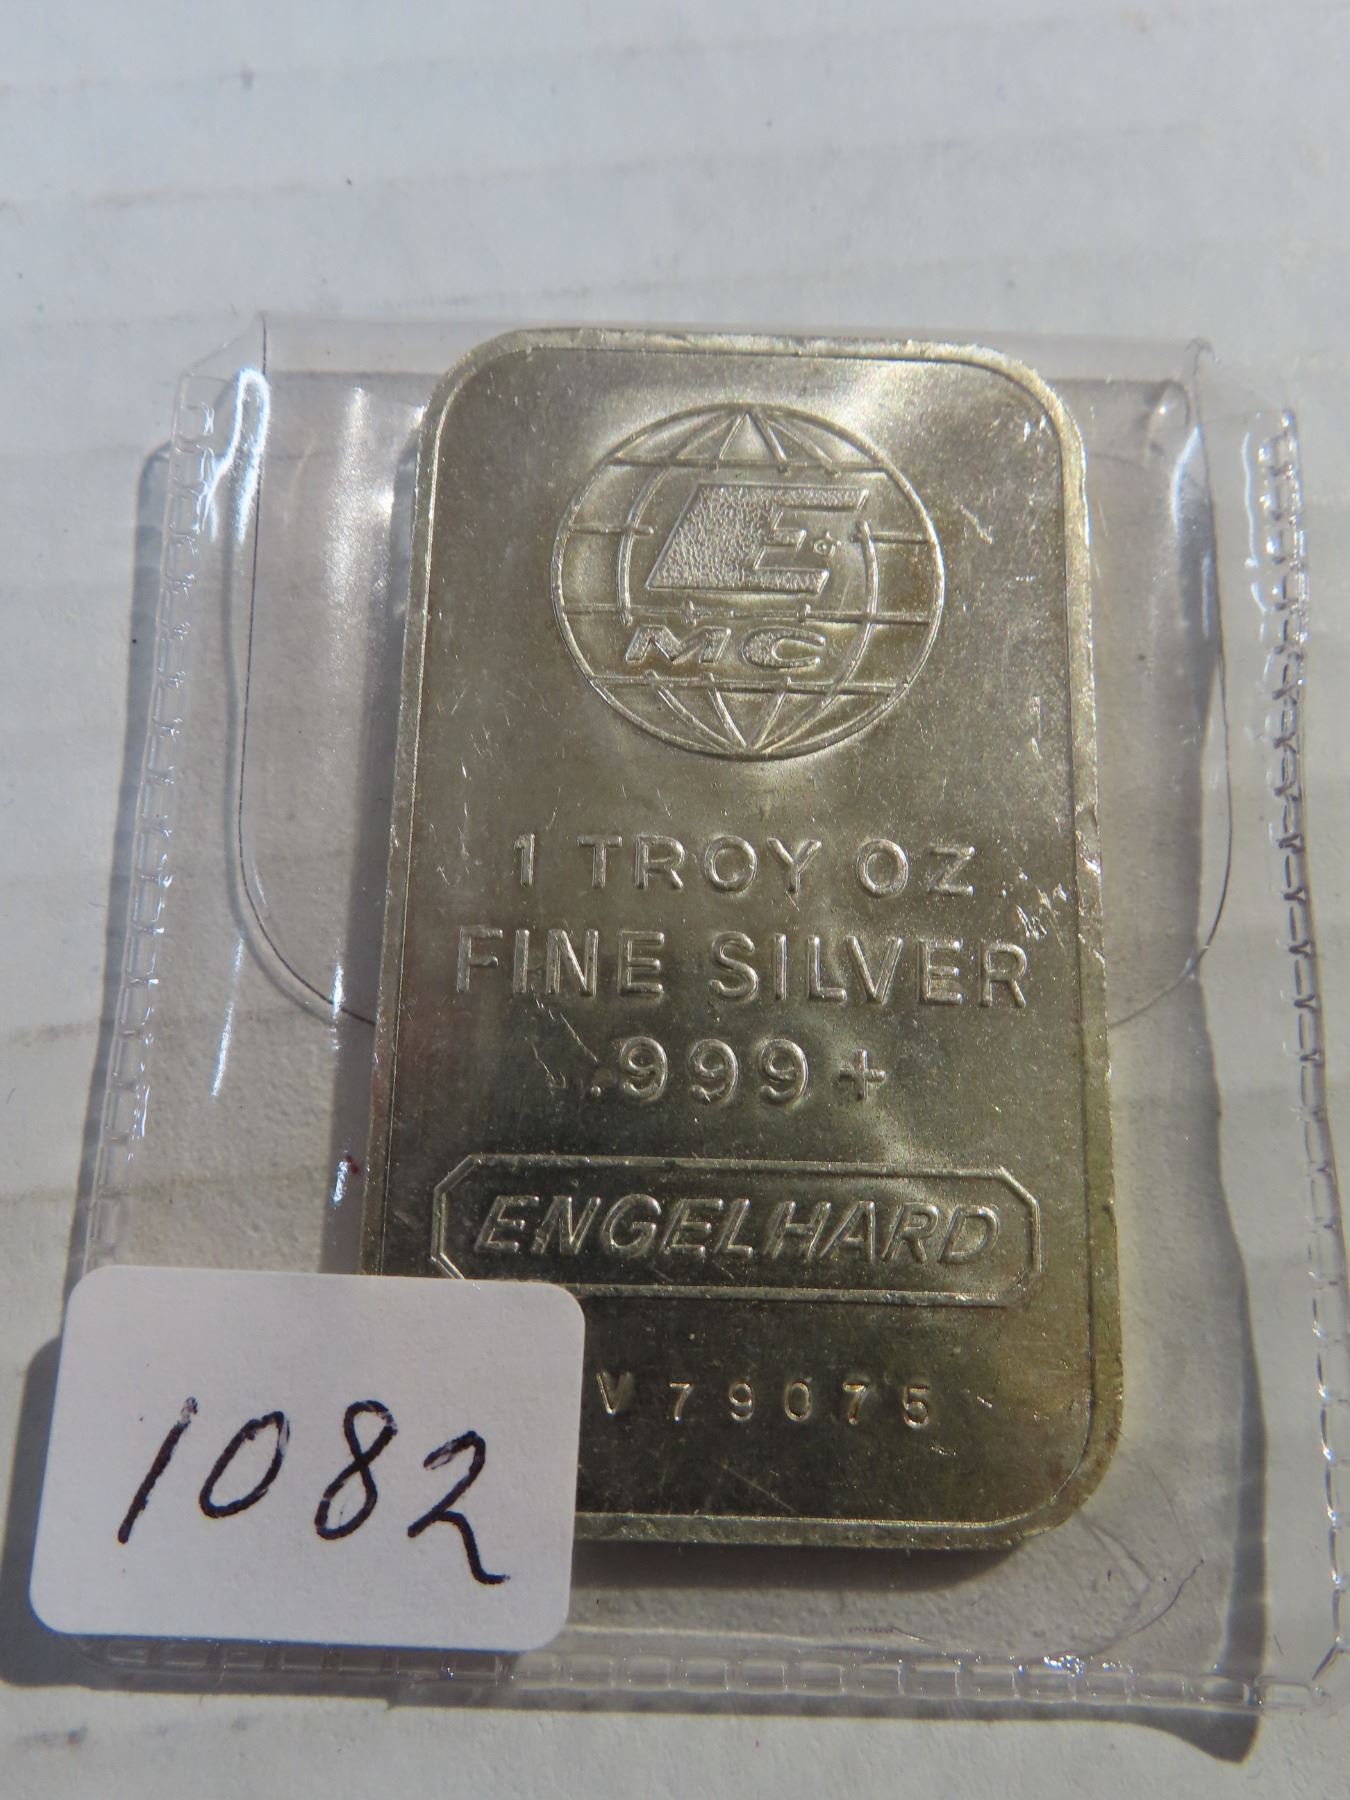 E
MC
1 TROY OZ
FINE SILVER
.999+
ENGELHARD
V79075
1082